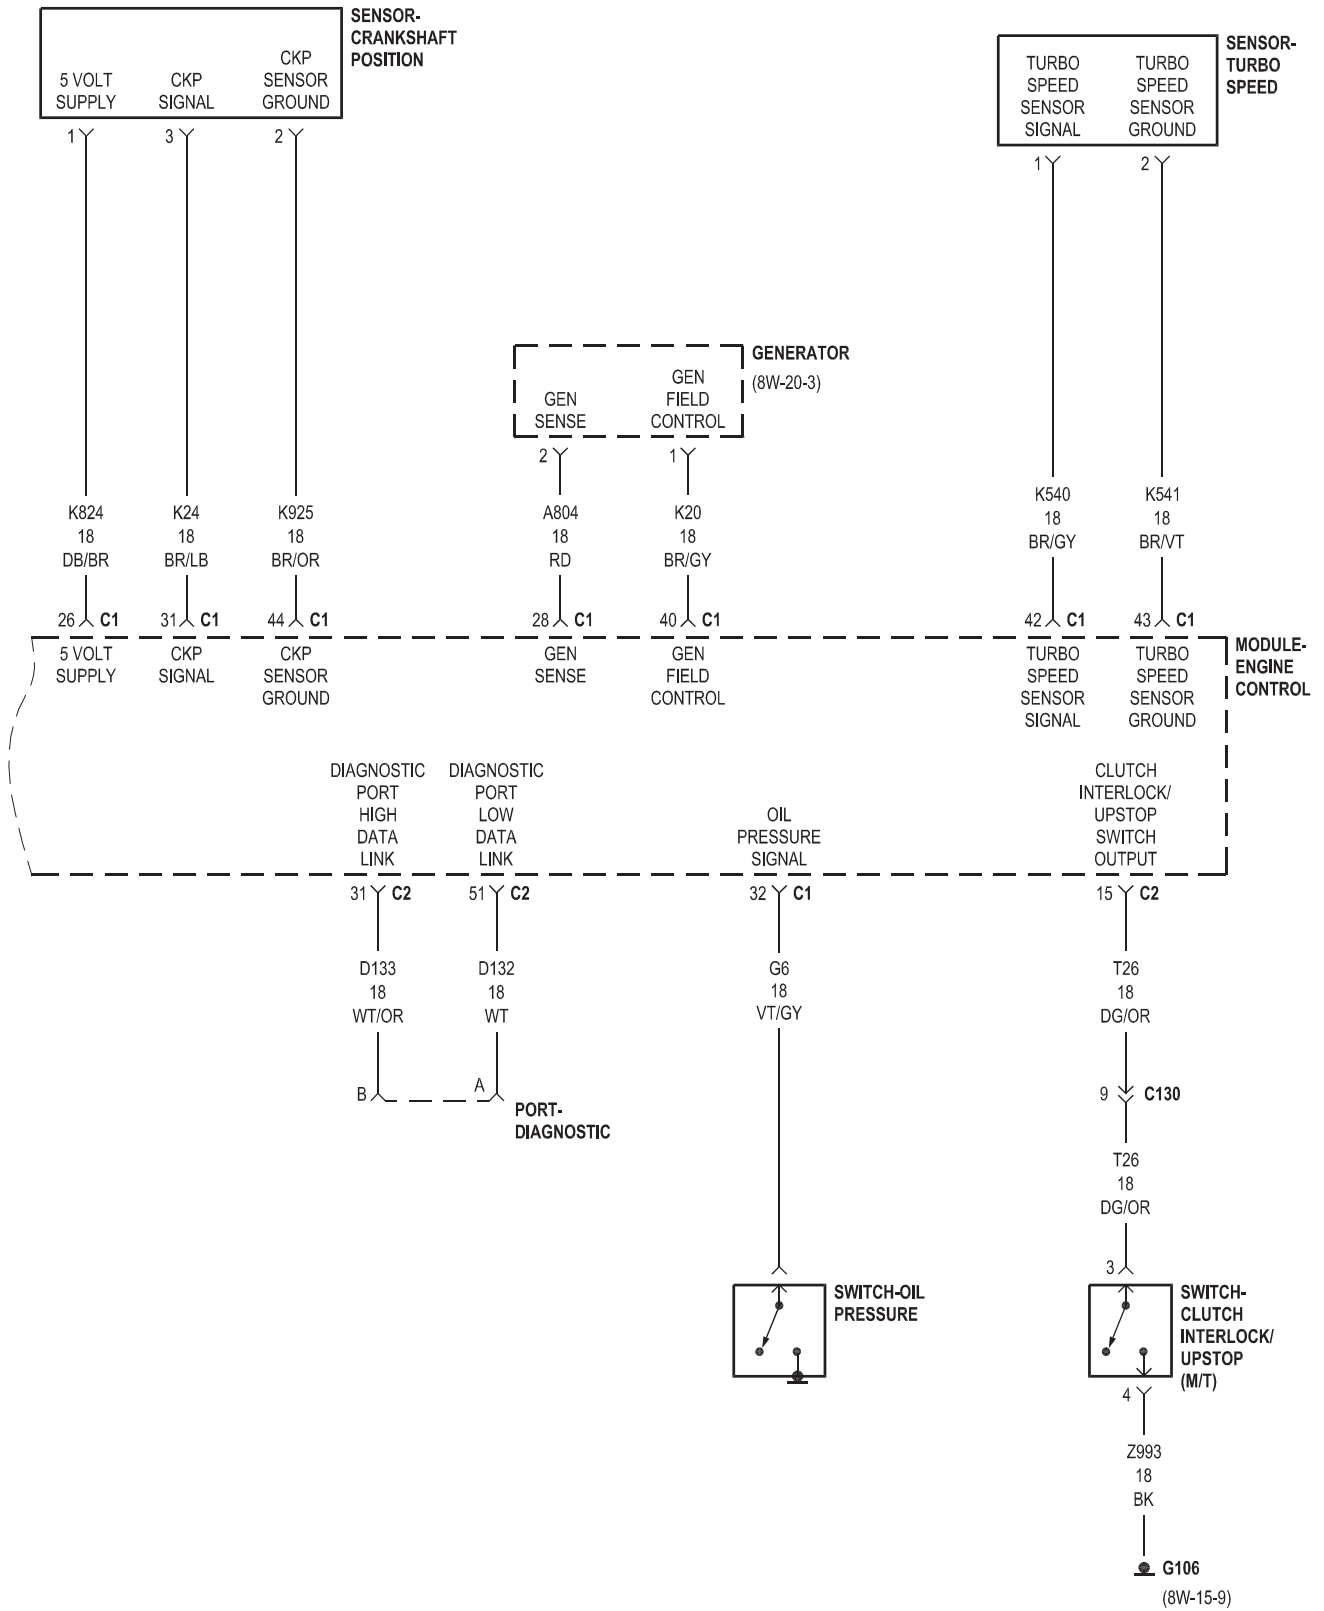 SENSOR-
CRANKSHAFT
POSITION
5 VOLT
SUPPLY
CKP
SIGNAL
CKP
SENSOR
GROUND
1
3
2
SENSOR-
TURBO
SPEED
TURBO
SPEED
SENSOR
SIGNAL
TURBO
SPEED
SENSOR
GROUND
1
2
GENERATOR
(8W-20-3)
GEN
SENSE
GEN
FIELD
CONTROL
2
1
K824
18
DB/BR
K24
18
BR/LB
K925
18
BR/OR
A804
18
RD
K20
18
BR/GY
K540
18
BR/GY
K541
18
BR/VT
26 C1
31 C1
44 C1
28 C1
40 C1
42 C1
43 C1
MODULE-
ENGINE
CONTROL
5 VOLT
SUPPLY
CKP
SIGNAL
CKP
SENSOR
GROUND
GEN
SENSE
GEN
FIELD
CONTROL
TURBO
SPEED
SENSOR
SIGNAL
TURBO
SPEED
SENSOR
GROUND
DIAGNOSTIC
PORT
HIGH
DATA
LINK
DIAGNOSTIC
PORT
LOW
DATA
LINK
OIL
PRESSURE
SIGNAL
CLUTCH
INTERLOCK/
UPSTOP
SWITCH
OUTPUT
31 C2
51 C2
32 C1
15 C2
D133
18
WT/OR
D132
18
WT
G6
18
VT/GY
T26
18
DG/OR
B
A
PORT-
DIAGNOSTIC
9 C130
T26
18
DG/OR
3
SWITCH-OIL
PRESSURE
SWITCH-
CLUTCH
INTERLOCK/
UPSTOP
(M/T)
4
Z993
18
BK
G106
(8W-15-9)